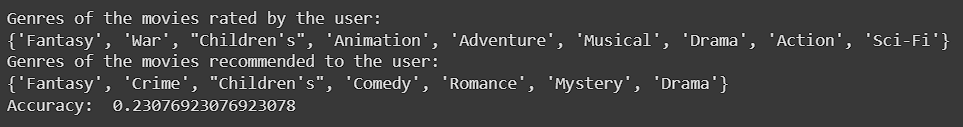 Genres of the movies rated by the user:
{'Fantasy', 'War', "Children's", 'Animation', 'Adventure', 'Musical', 'Drama', 'Action', 'Sci-Fi'}
Genres of the movies recommended to the user:
{'Fantasy', 'Crime', "Children's", 'Comedy', 'Romance', 'Mystery', 'Drama'}
Accuracy:  0.23076923076923078